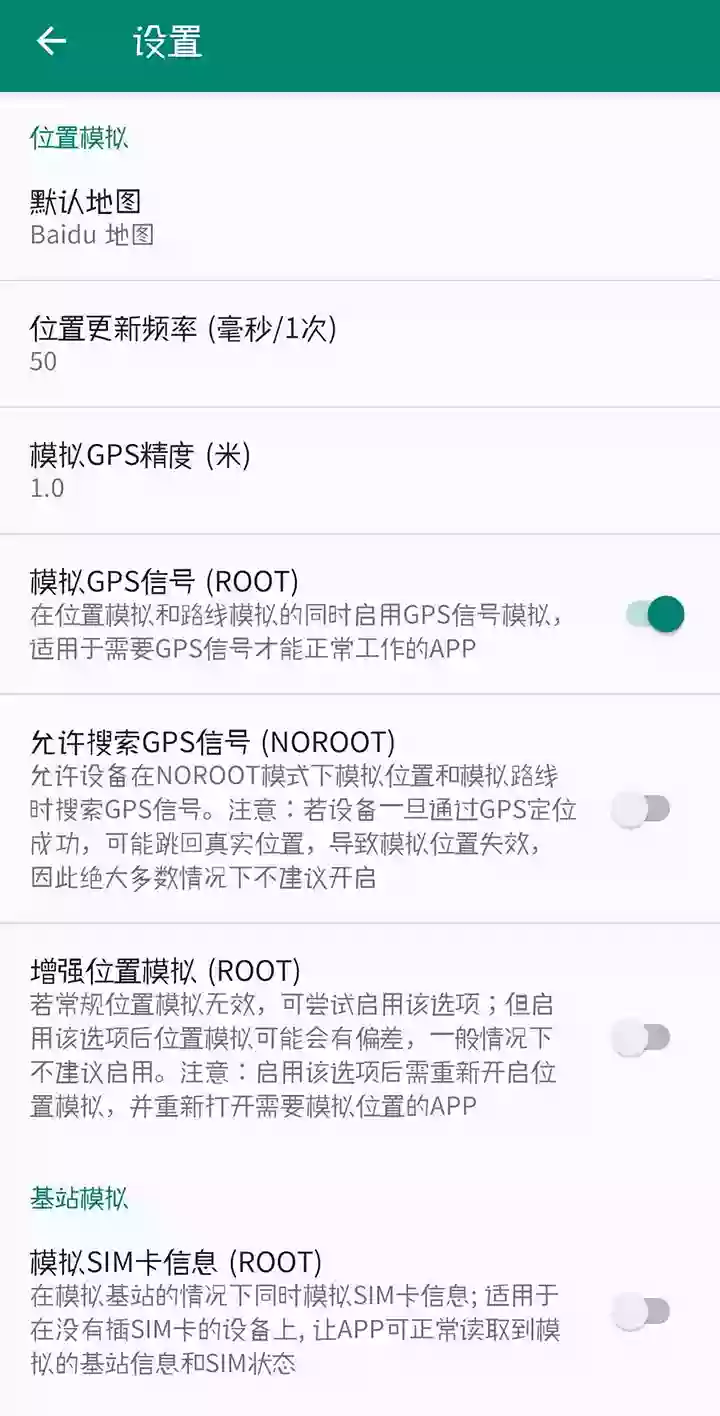 设置
位置模拟
默认地图
Baidu 地图
位置更新频率 (毫秒/1次)
50
模拟GPS精度 (米)
1.0
模拟GPS信号 (ROOT)
在位置模拟和路线模拟的同时启用GPS信号模拟，
适用于需要GPS信号才能正常工作的APP
允许搜索GPS信号 (NOROOT)
允许设备在NOROOT模式下模拟位置和模拟路线
时搜索GPS信号。注意：若设备一旦通过GPS定位
成功，可能跳回真实位置，导致模拟位置失效，
因此绝大多数情况下不建议开启
增强位置模拟 (ROOT)
若常规位置模拟无效，可尝试启用该选项；但启
用该选项后位置模拟可能会有偏差，一般情况下
不建议启用。注意：启用该选项后需重新开启位
置模拟，并重新打开需要模拟位置的APP
基站模拟
模拟SIM卡信息 (ROOT)
在模拟基站的情况下同时模拟SIM卡信息; 适用于
在没有插SIM卡的设备上, 让APP可正常读取到模
拟的基站信息和SIM状态